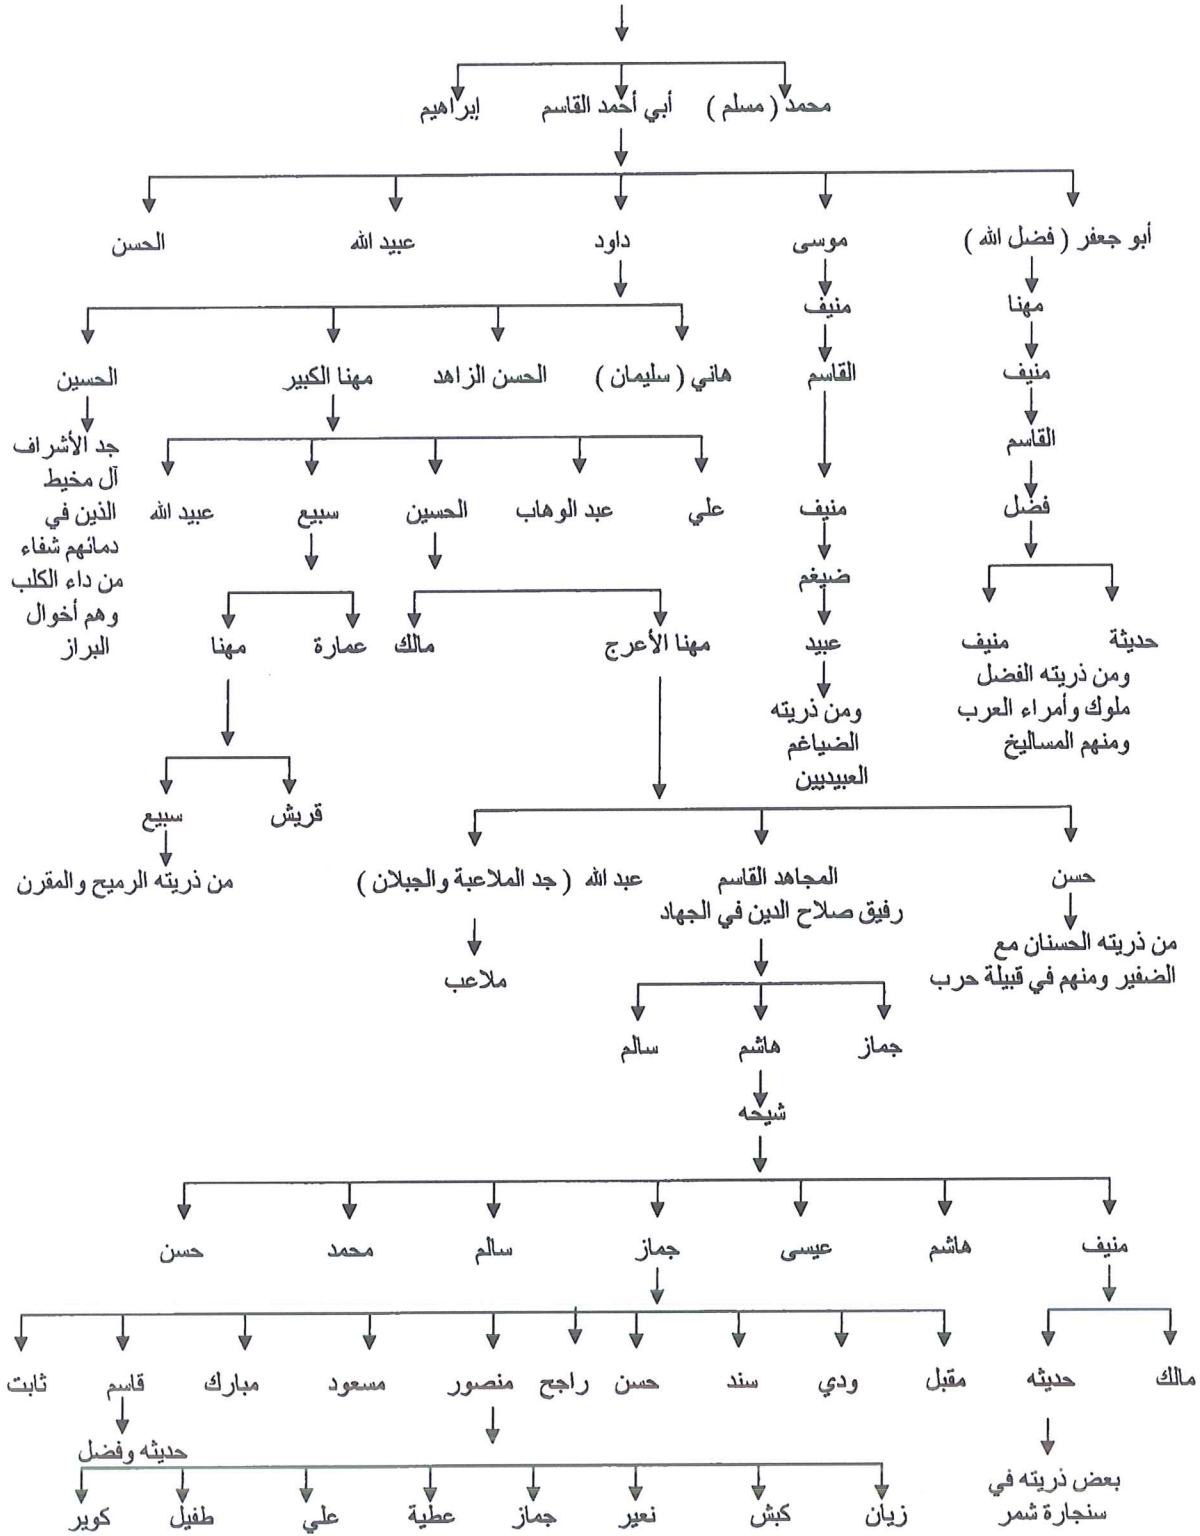 محمد ( مسلم ) أبي أحمد القاسم إبراهيم
أبو جعفر ( فضل الله ) موسى داود عبيد الله الحسن
مهنا منيف
هاني ( سليمان ) الحسن الزاهد مهنا الكبير الحسين
منيف القاسم
القاسم
جد الأشراف
آل مخيط
الذين في
دمائهم شفاء
من داء الكلب
وهم أخوال
البراز
فضل منيف علي عبد الوهاب الحسين سبيع عبيد الله
ضيغم
حديثة منيف عبيد مهنا الأعرج مالك عمارة مهنا
ومن ذريته الفضل
ملوك وأمراء العرب
ومنهم المساليخ
ومن ذريته
الضياغم
العبيديين
قريش سبيع
من ذريته الرميح والمقرن
حسن المجاهد القاسم عبد الله ( جد الملاعبة والجبلان )
رفيق صلاح الدين في الجهاد
من ذريته الحسنان مع
الضفير ومنهم في قبيلة حرب
ملاعب
جماز هاشم سالم
شيحه
منيف هاشم عيسى جماز سالم محمد حسن
مالك حديثه مقبل ودي سند حسن راجح منصور مسعود مبارك قاسم ثابت
حديثه وفضل
بعض ذريته في
سنجارة شمر
زيان كبش نعير جماز عطية علي طفيل كوير